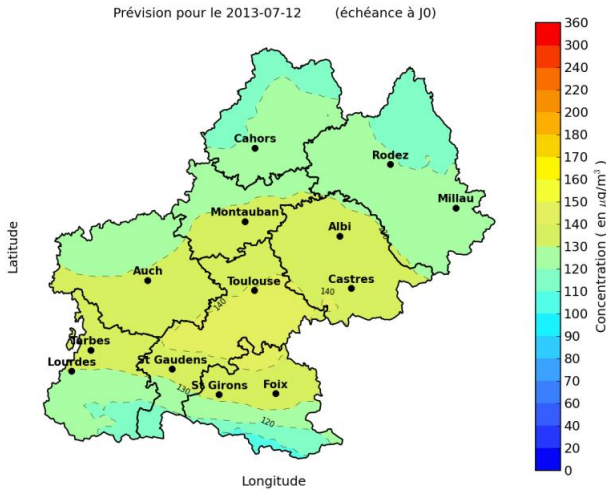 Prévision pour le 2013-07-12 (échéance à J0)
Cahors
Rodez
Millau
Montauban
Albi
Auch
Toulouse
Castres
140
140
Tarbes
Lourdes
St Gaudens
St Girons
Foix
130
120
Latitude
Longitude
360
300
260
240
200
180
170
160
150
140
130
120
110
100
90
80
70
60
40
20
0
Concentration ( en µg/m³ )